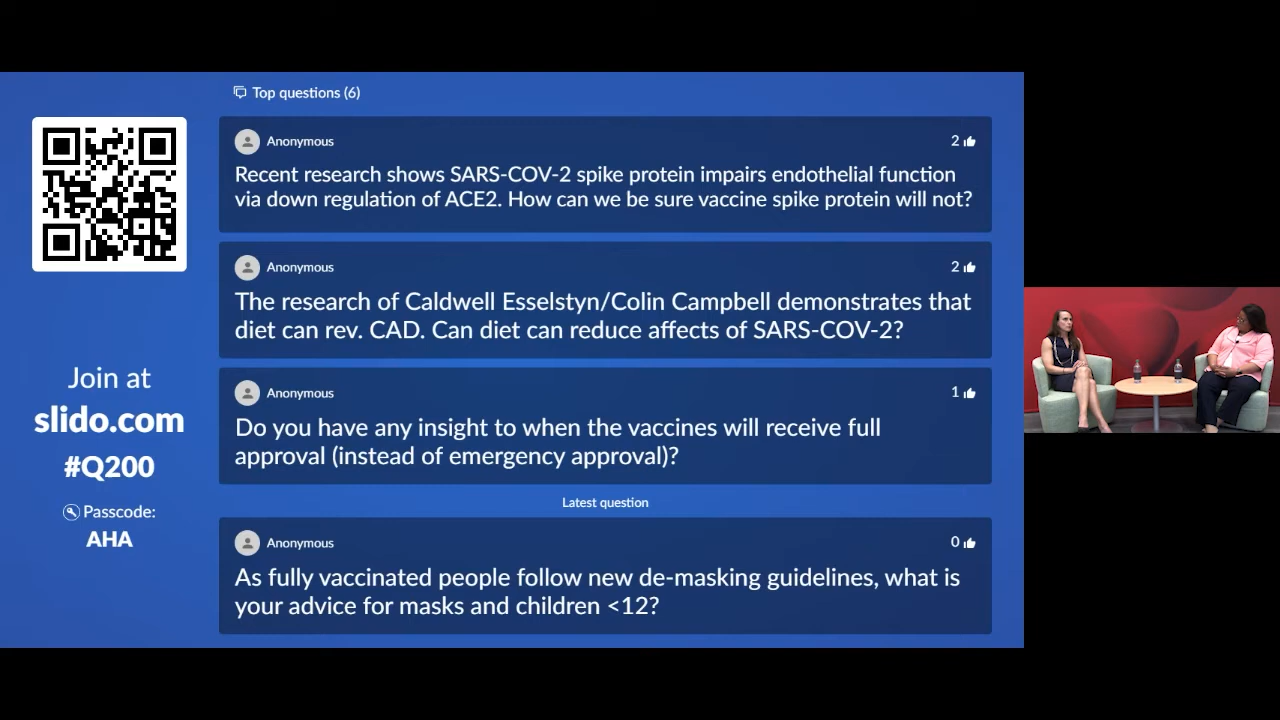 Top questions (6)
Anonymous
2
Recent research shows SARS-COV-2 spike protein impairs endothelial function
via down regulation of ACE2. How can we be sure vaccine spike protein will not?
Anonymous
2
The research of Caldwell Esselstyn/Colin Campbell demonstrates that
diet can rev. CAD. Can diet can reduce affects of SARS-COV-2?
Anonymous
1
Do you have any insight to when the vaccines will receive full
approval (instead of emergency approval)?
Latest question
Anonymous
0
As fully vaccinated people follow new de-masking guidelines, what is
your advice for masks and children <12?
Join at
slido.com
#Q200
Passcode:
AHA